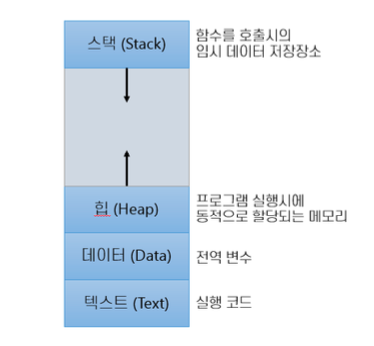 스택 (Stack)
함수를 호출시의
임시 데이터 저장장소
힙 (Heap)
프로그램 실행시에
동적으로 할당되는 메모리
데이터 (Data)
전역 변수
텍스트 (Text)
실행 코드